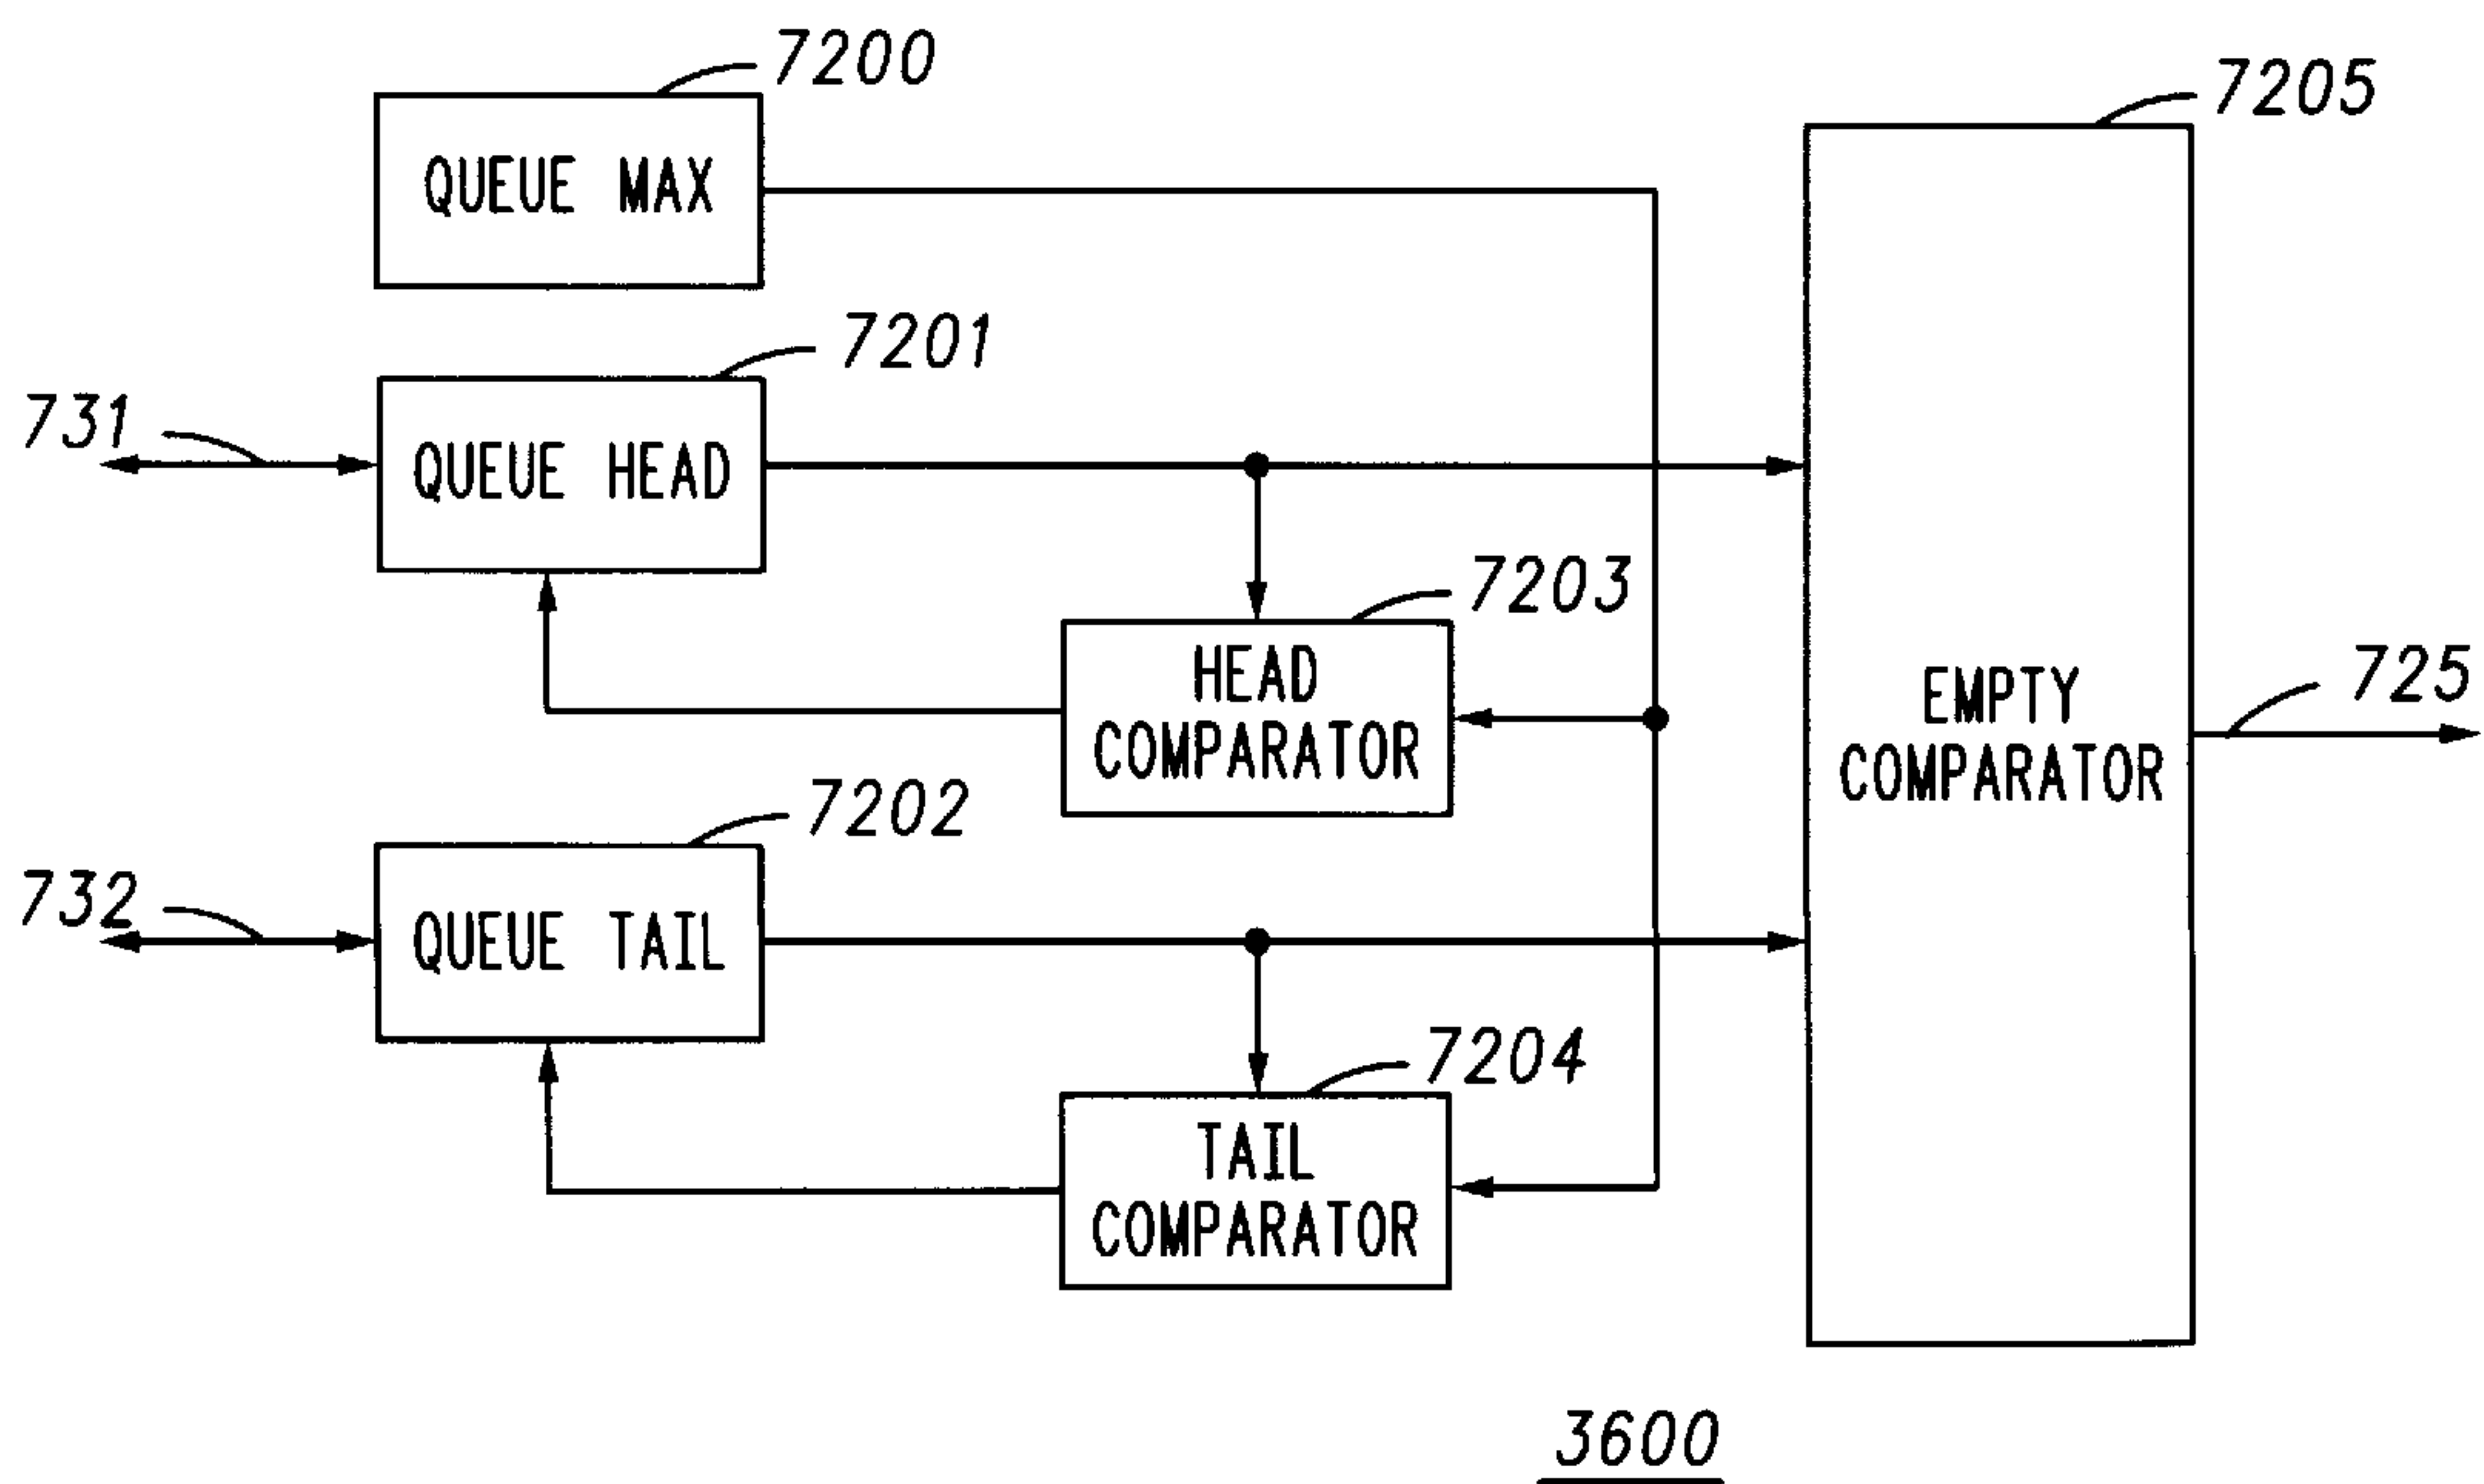 7200
7205
QUEUE MAX
7201
731
QUEUE HEAD
7203
HEAD
COMPARATOR
725
EMPTY
COMPARATOR
7202
732
QUEUE TAIL
7204
TAIL
COMPARATOR
3600